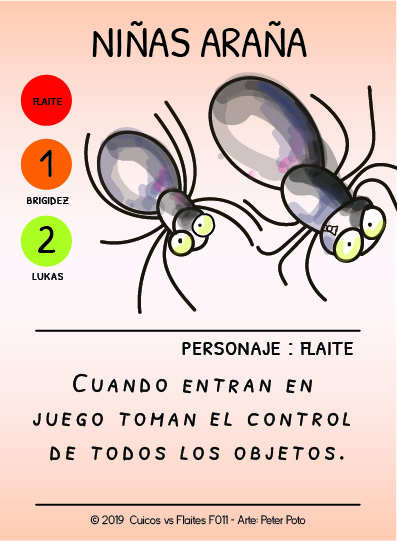 NIÑAS ARAÑA
FLAITE
1
BRIGIDEZ
2
LUKAS
PERSONAJE : FLAITE
CUANDO ENTRAN EN
JUEGO TOMAN EL CONTROL
DE TODOS LOS OBJETOS.
© 2019 Cuicos vs Flaites F011 - Arte: Peter Poto